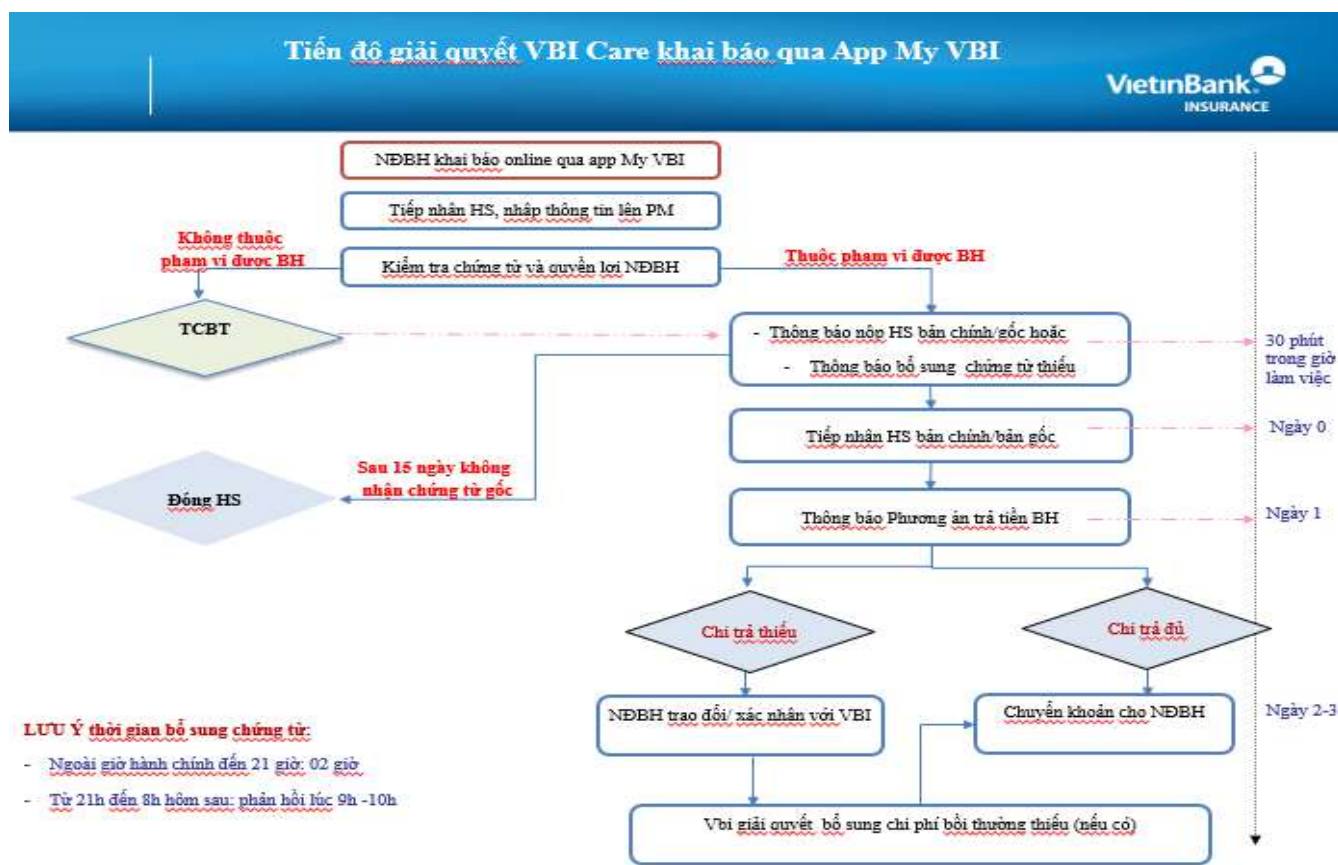 Tiến độ giải quyết VBI Care khai báo qua App My VBI
VietinBank
INSURANCE
NĐBH khai báo online qua app My VBI
Tiếp nhận HS, nhập thông tin lên PM
Không thuộc
phạm vi được BH
Kiểm tra chứng từ và quyền lợi NĐBH
Thuộc phạm vi được BH
TCBT
- Thông báo nộp HS bản chính/gốc hoặc
- Thông báo bổ sung chứng từ thiếu
30 phút
trong giờ
làm việc
Tiếp nhận HS bản chính/bản gốc
Ngày 0
Sau 15 ngày không
nhận chứng từ gốc
Đóng HS
Thông báo Phương án trả tiền BH
Ngày 1
Chi trả thiếu
Chi trả đủ
NĐBH trao đổi/ xác nhận với VBI
Chuyển khoản cho NĐBH
Ngày 2-3
LƯU Ý thời gian bổ sung chứng từ:
- Ngoài giờ hành chính đến 21 giờ: 02 giờ
- Từ 21h đến 8h hôm sau: phản hồi lúc 9h -10h
Vbi giải quyết bổ sung chi phí bồi thường thiếu (nếu có)